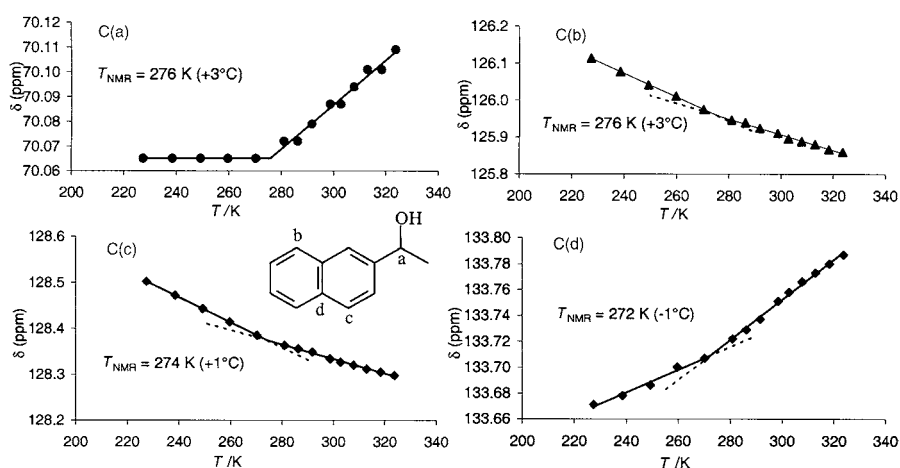 C(a)
70.12
70.11
70.10
70.09
70.08
70.07
70.06
δ (ppm)
T_NMR = 276 K (+3°C)
200 220 240 260 280 300 320 340
T /K
C(b)
126.2
126.1
126.0
125.9
125.8
δ (ppm)
T_NMR = 276 K (+3°C)
200 220 240 260 280 300 320 340
T /K
C(c)
128.6
128.5
128.4
128.3
128.2
δ (ppm)
T_NMR = 274 K (+1°C)
200 220 240 260 280 300 320 340
T /K
OH
b
a
d
c
C(d)
133.80
133.78
133.76
133.74
133.72
133.70
133.68
133.66
δ (ppm)
T_NMR = 272 K (-1°C)
200 220 240 260 280 300 320 340
T /K